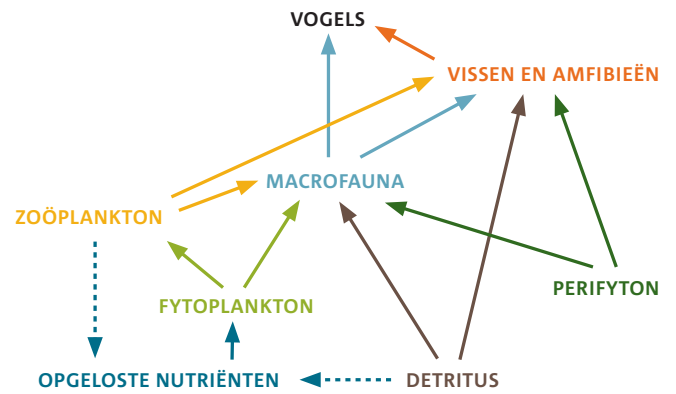 VOGELS
VISSEN EN AMFIBIEËN
MACROFAUNA
ZOÖPLANKTON
PERIFYTON
FYTOPLANKTON
OPGELOSTE NUTRIËNTEN
DETRITUS